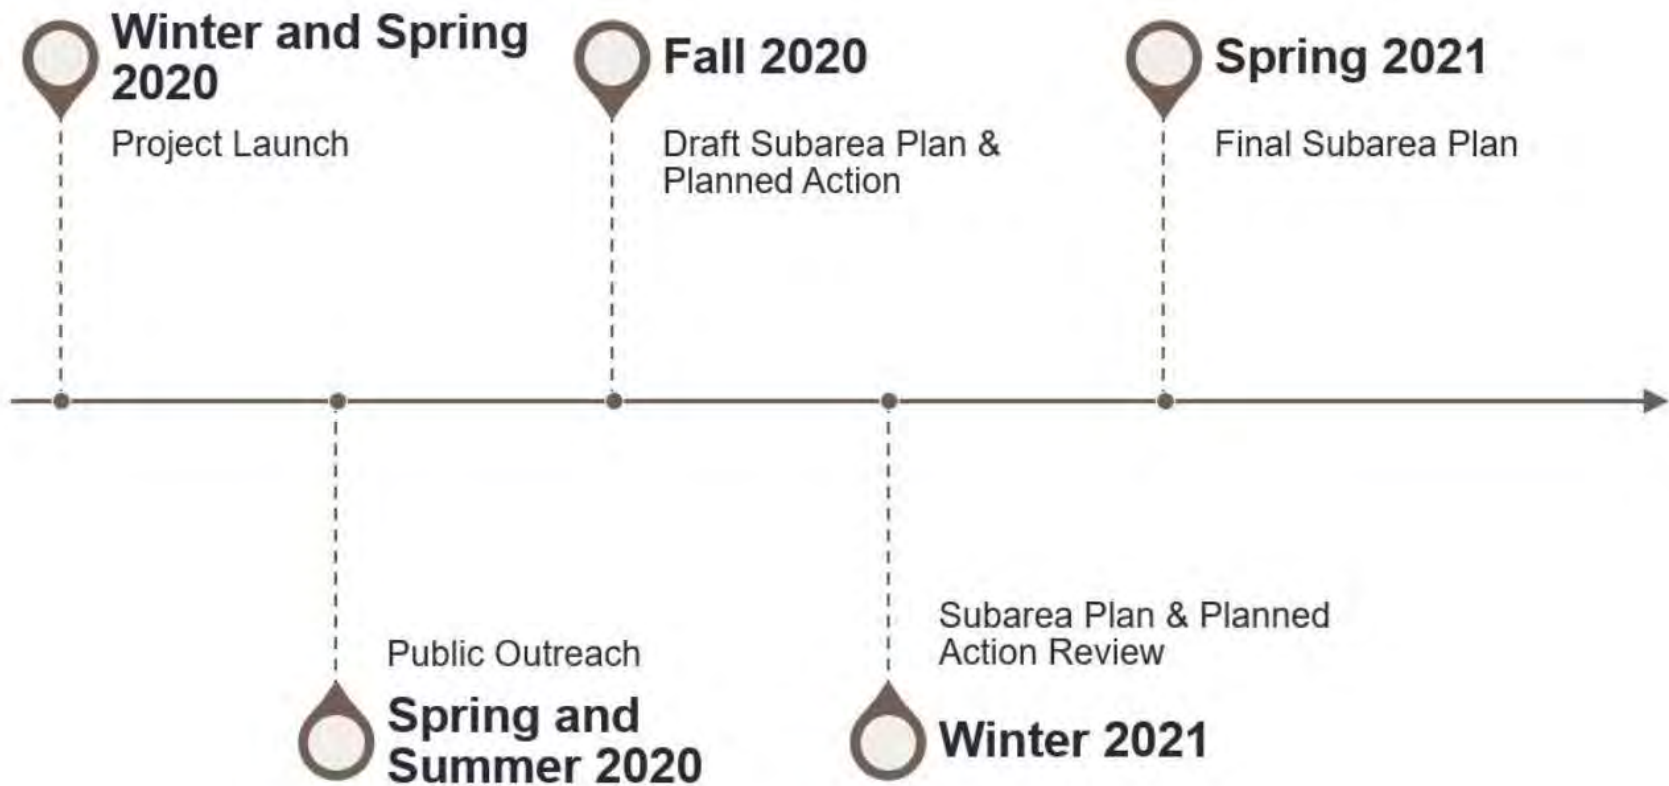 Winter and Spring
2020
Project Launch
Fall 2020
Draft Subarea Plan &
Planned Action
Spring 2021
Final Subarea Plan
Public Outreach
Spring and
Summer 2020
Subarea Plan & Planned
Action Review
Winter 2021